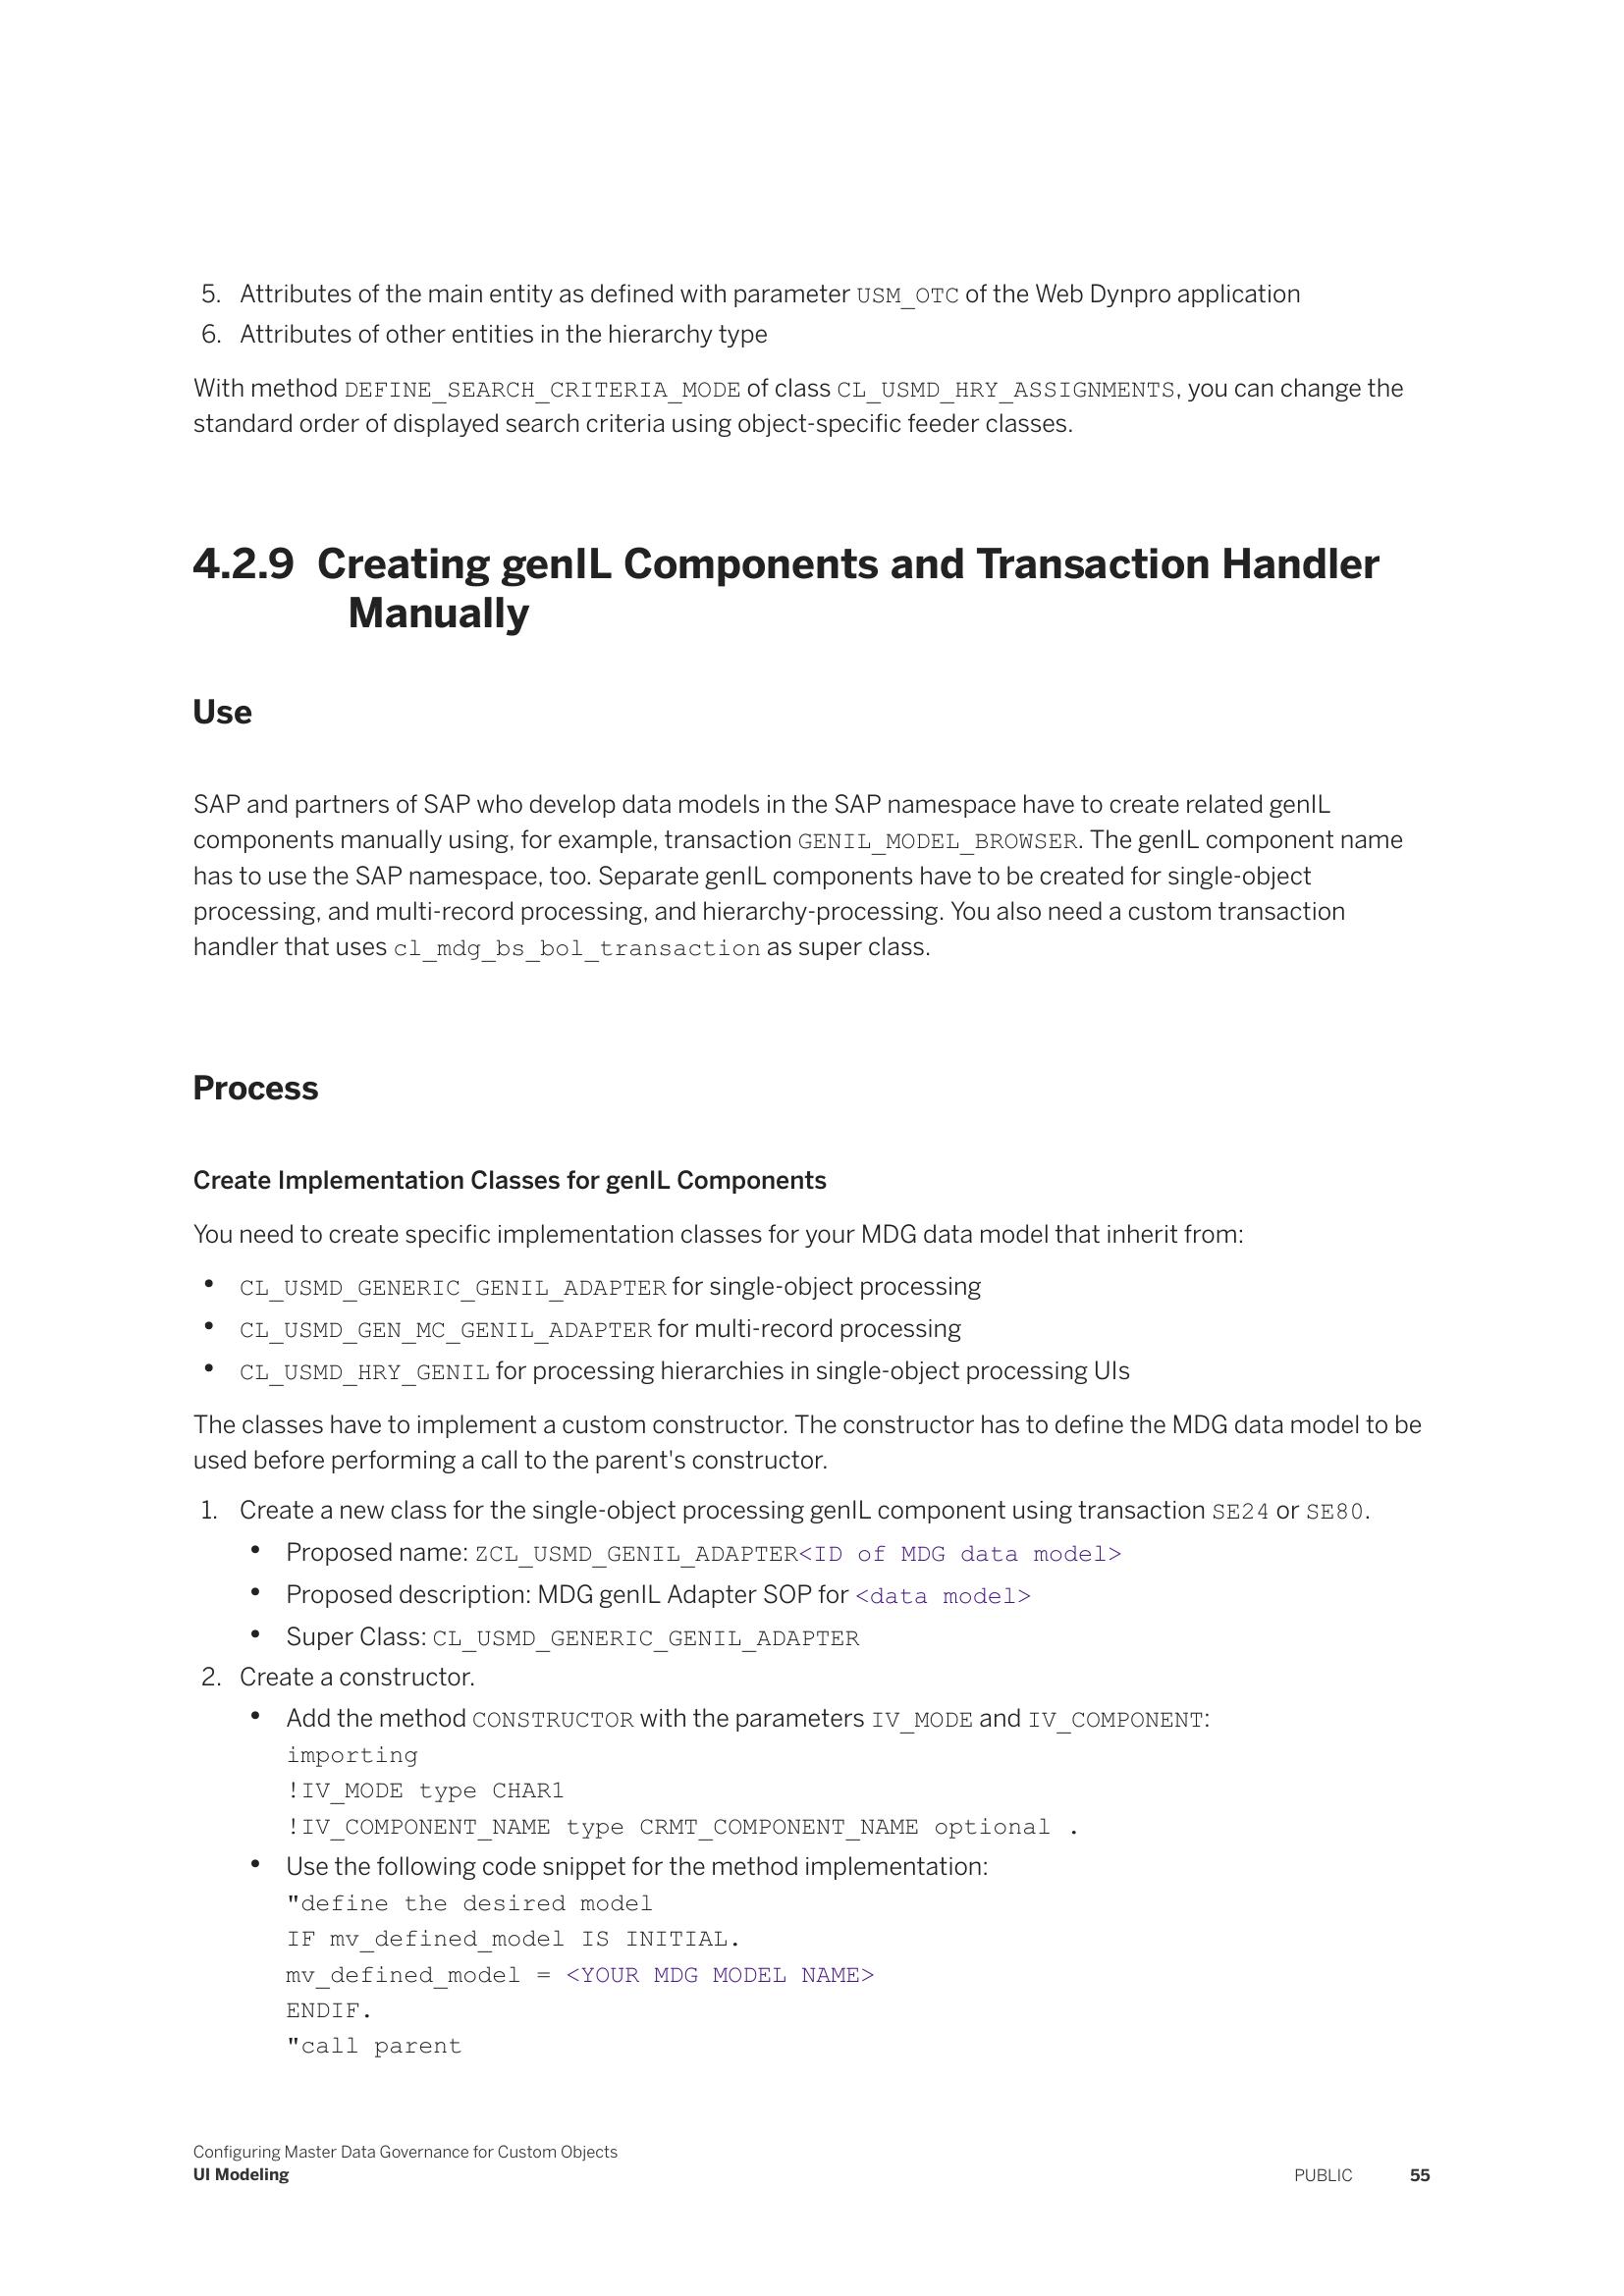 5. Attributes of the main entity as defined with parameter USM_OTC of the Web Dynpro application
6. Attributes of other entities in the hierarchy type
With method DEFINE_SEARCH_CRITERIA_MODE of class CL_USMD_HRY_ASSIGNMENTS, you can change the
standard order of displayed search criteria using object-specific feeder classes.
4.2.9 Creating genIL Components and Transaction Handler
Manually
Use
SAP and partners of SAP who develop data models in the SAP namespace have to create related genIL
components manually using, for example, transaction GENIL_MODEL_BROWSER. The genIL component name
has to use the SAP namespace, too. Separate genIL components have to be created for single-object
processing, and multi-record processing, and hierarchy-processing. You also need a custom transaction
handler that uses cl_mdg_bs_bol_transaction as super class.
Process
Create Implementation Classes for genIL Components
You need to create specific implementation classes for your MDG data model that inherit from:
• CL_USMD_GENERIC_GENIL_ADAPTER for single-object processing
• CL_USMD_GEN_MC_GENIL_ADAPTER for multi-record processing
• CL_USMD_HRY_GENIL for processing hierarchies in single-object processing UIs
The classes have to implement a custom constructor. The constructor has to define the MDG data model to be
used before performing a call to the parent's constructor.
1. Create a new class for the single-object processing genIL component using transaction SE24 or SE80.
• Proposed name: ZCL_USMD_GENIL_ADAPTER<ID of MDG data model>
• Proposed description: MDG genIL Adapter SOP for <data model>
• Super Class: CL_USMD_GENERIC_GENIL_ADAPTER
2. Create a constructor.
• Add the method CONSTRUCTOR with the parameters IV_MODE and IV_COMPONENT:
importing
!IV_MODE type CHAR1
!IV_COMPONENT_NAME type CRMT_COMPONENT_NAME optional .
• Use the following code snippet for the method implementation:
"define the desired model
IF mv_defined_model IS INITIAL.
mv_defined_model = <YOUR MDG MODEL NAME>
ENDIF.
"call parent
Configuring Master Data Governance for Custom Objects
UI Modeling
PUBLIC 55